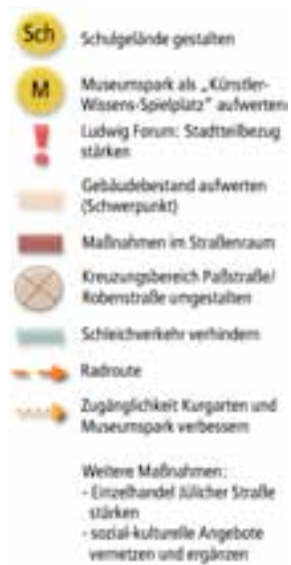 Sch Schulgelände gestalten
M Museumspark als „Künstler-
Wissens-Spielplatz" aufwerten
Ludwig Forum: Stadtteilbezug
stärken
Gebäudebestand aufwerten
(Schwerpunkt)
Maßnahmen im Straßenraum
Kreuzungsbereich Paßstraße/
Robenstraße umgestalten
Schleichverkehr verhindern
Radroute
Zugänglichkeit Kurgarten und
Museumspark verbessern
Weitere Maßnahmen:
- Einzelhandel Jülicher Straße
stärken
- sozial-kulturelle Angebote
vernetzen und ergänzen